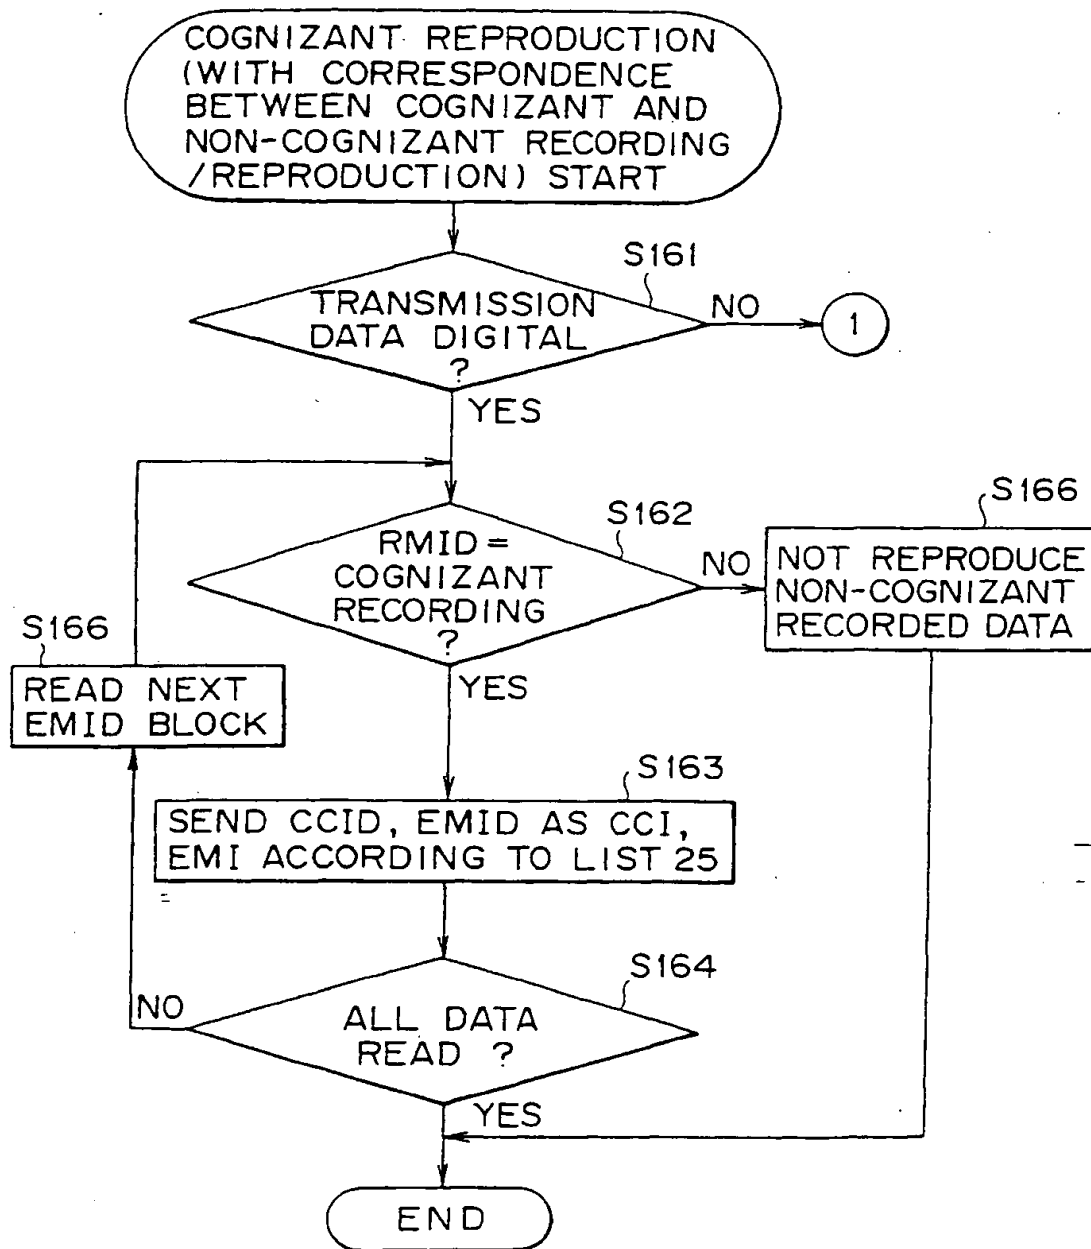 COGNIZANT REPRODUCTION
(WITH CORRESPONDENCE
BETWEEN COGNIZANT AND
NON-COGNIZANT RECORDING
/REPRODUCTION) START
S161
TRANSMISSION
DATA DIGITAL
?
NO
1
YES
S162
RMID =
COGNIZANT
RECORDING
?
NO
S166
NOT REPRODUCE
NON-COGNIZANT
RECORDED DATA
S166
READ NEXT
EMID BLOCK
YES
S163
SEND CCID, EMID AS CCI,
EMI ACCORDING TO LIST 25
S164
ALL DATA
READ ?
NO
YES
END